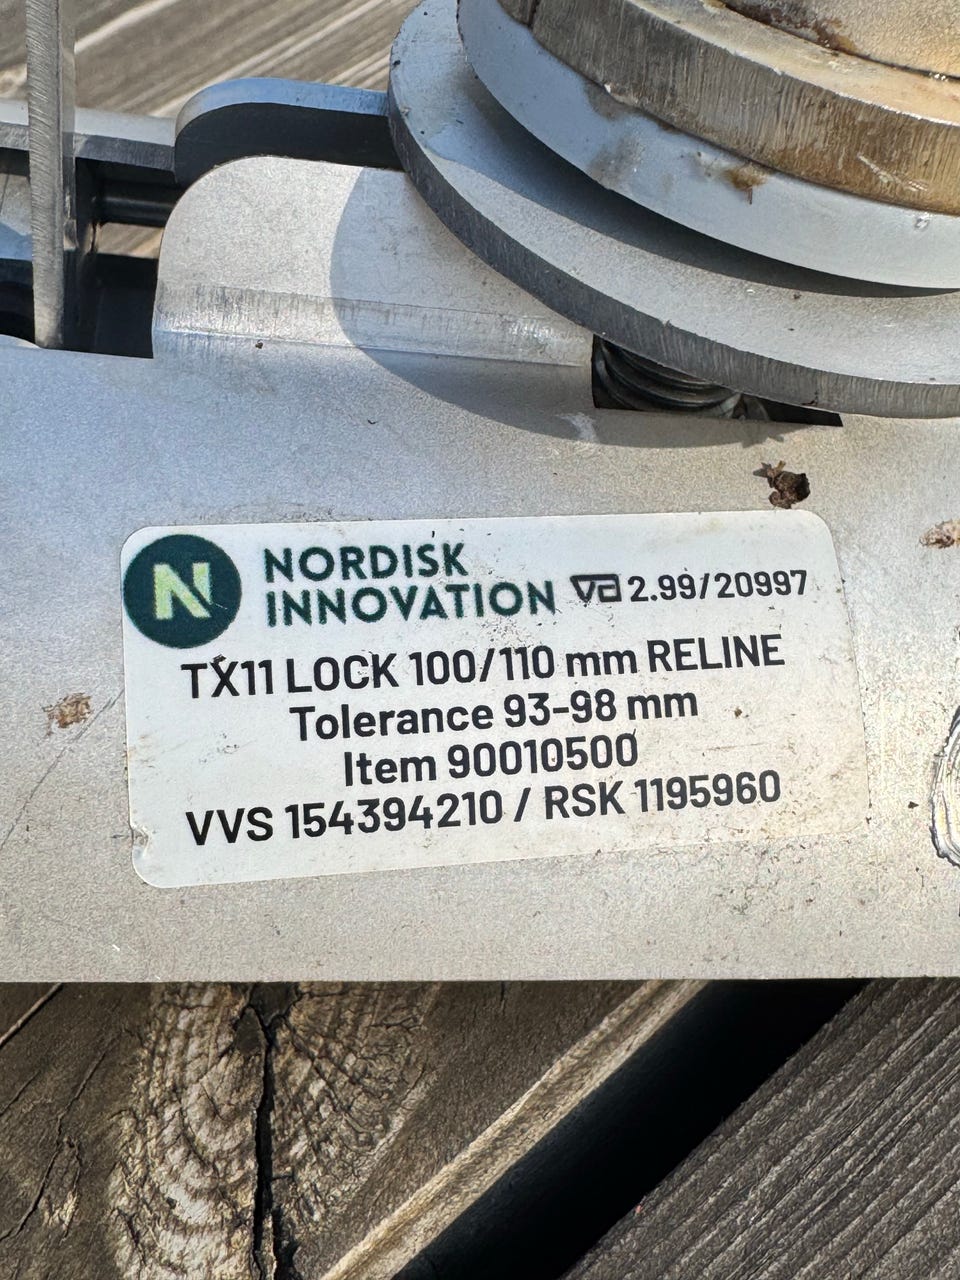 N NORDISK
INNOVATION VA 2.99/20997
TX11 LOCK 100/110 mm RELINE
Tolerance 93-98 mm
Item 90010500
VVS 154394210 / RSK 1195960